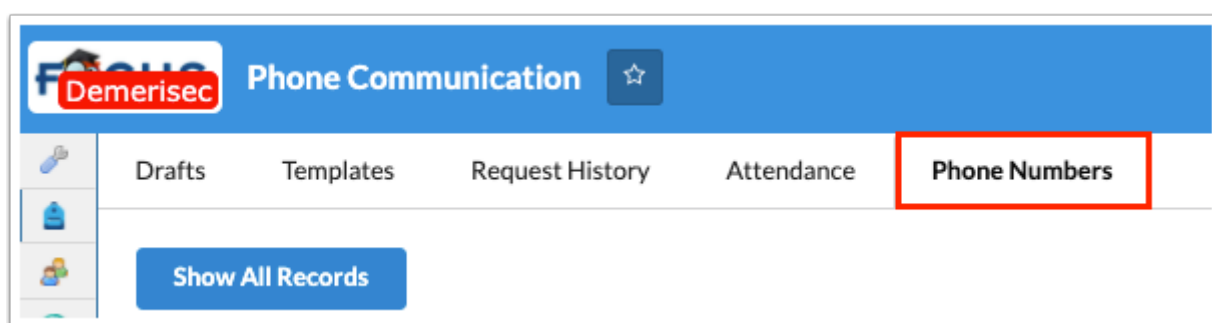 Demerisec
Phone Communication
Drafts Templates Request History Attendance Phone Numbers
Show All Records